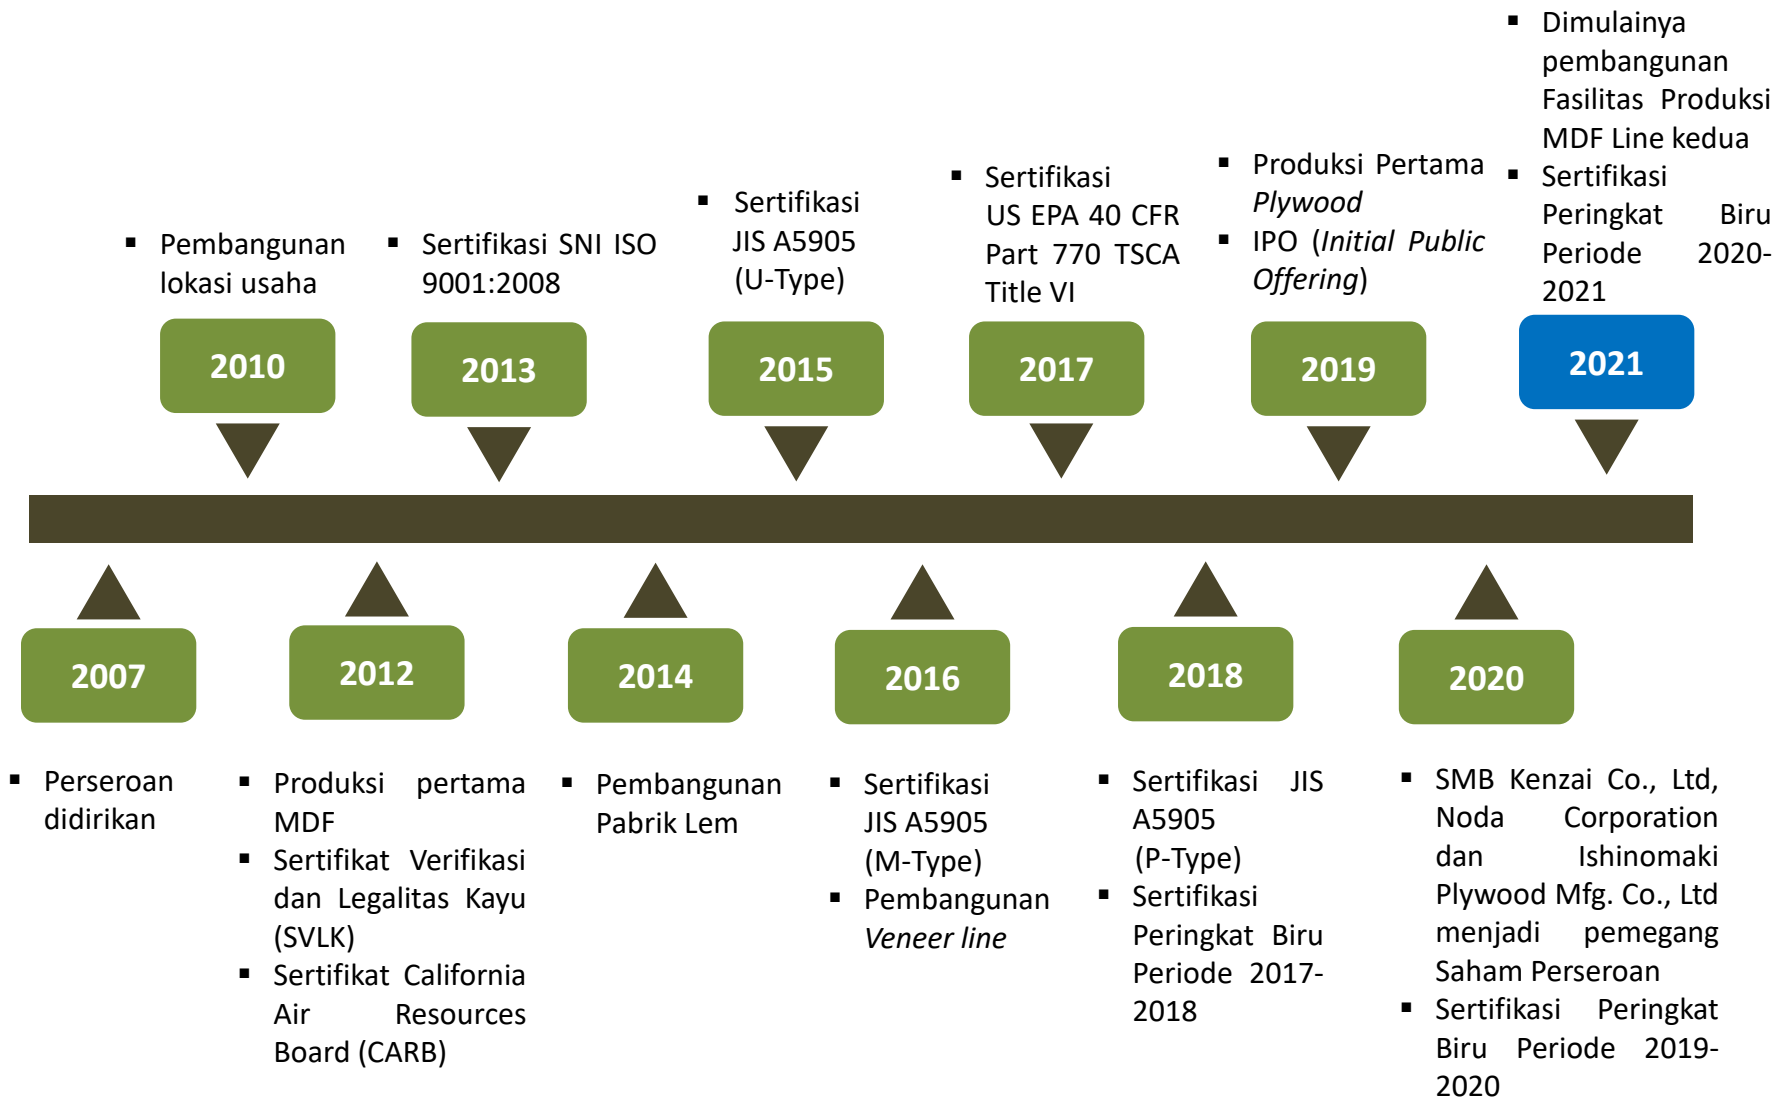 ▪ Pembangunan
lokasi usaha
2010
▪ Sertifikasi SNI ISO
9001:2008
2013
▪ Sertifikasi
JIS A5905
(U-Type)
2015
▪ Sertifikasi
US EPA 40 CFR
Part 770 TSCA
Title VI
2017
▪ Produksi Pertama
Plywood
▪ IPO (Initial Public
Offering)
2019
▪ Dimulainya
pembangunan
Fasilitas Produksi
MDF Line kedua
▪ Sertifikasi
Peringkat Biru
Periode 2020-
2021
2021
2007
▪ Perseroan
didirikan
2012
▪ Produksi pertama
MDF
▪ Sertifikat Verifikasi
dan Legalitas Kayu
(SVLK)
▪ Sertifikat California
Air Resources
Board (CARB)
2014
▪ Pembangunan
Pabrik Lem
2016
▪ Sertifikasi
JIS A5905
(M-Type)
▪ Pembangunan
Veneer line
2018
▪ Sertifikasi JIS
A5905
(P-Type)
▪ Sertifikasi
Peringkat Biru
Periode 2017-
2018
2020
▪ SMB Kenzai Co., Ltd,
Noda Corporation
dan Ishinomaki
Plywood Mfg. Co., Ltd
menjadi pemegang
Saham Perseroan
▪ Sertifikasi Peringkat
Biru Periode 2019-
2020